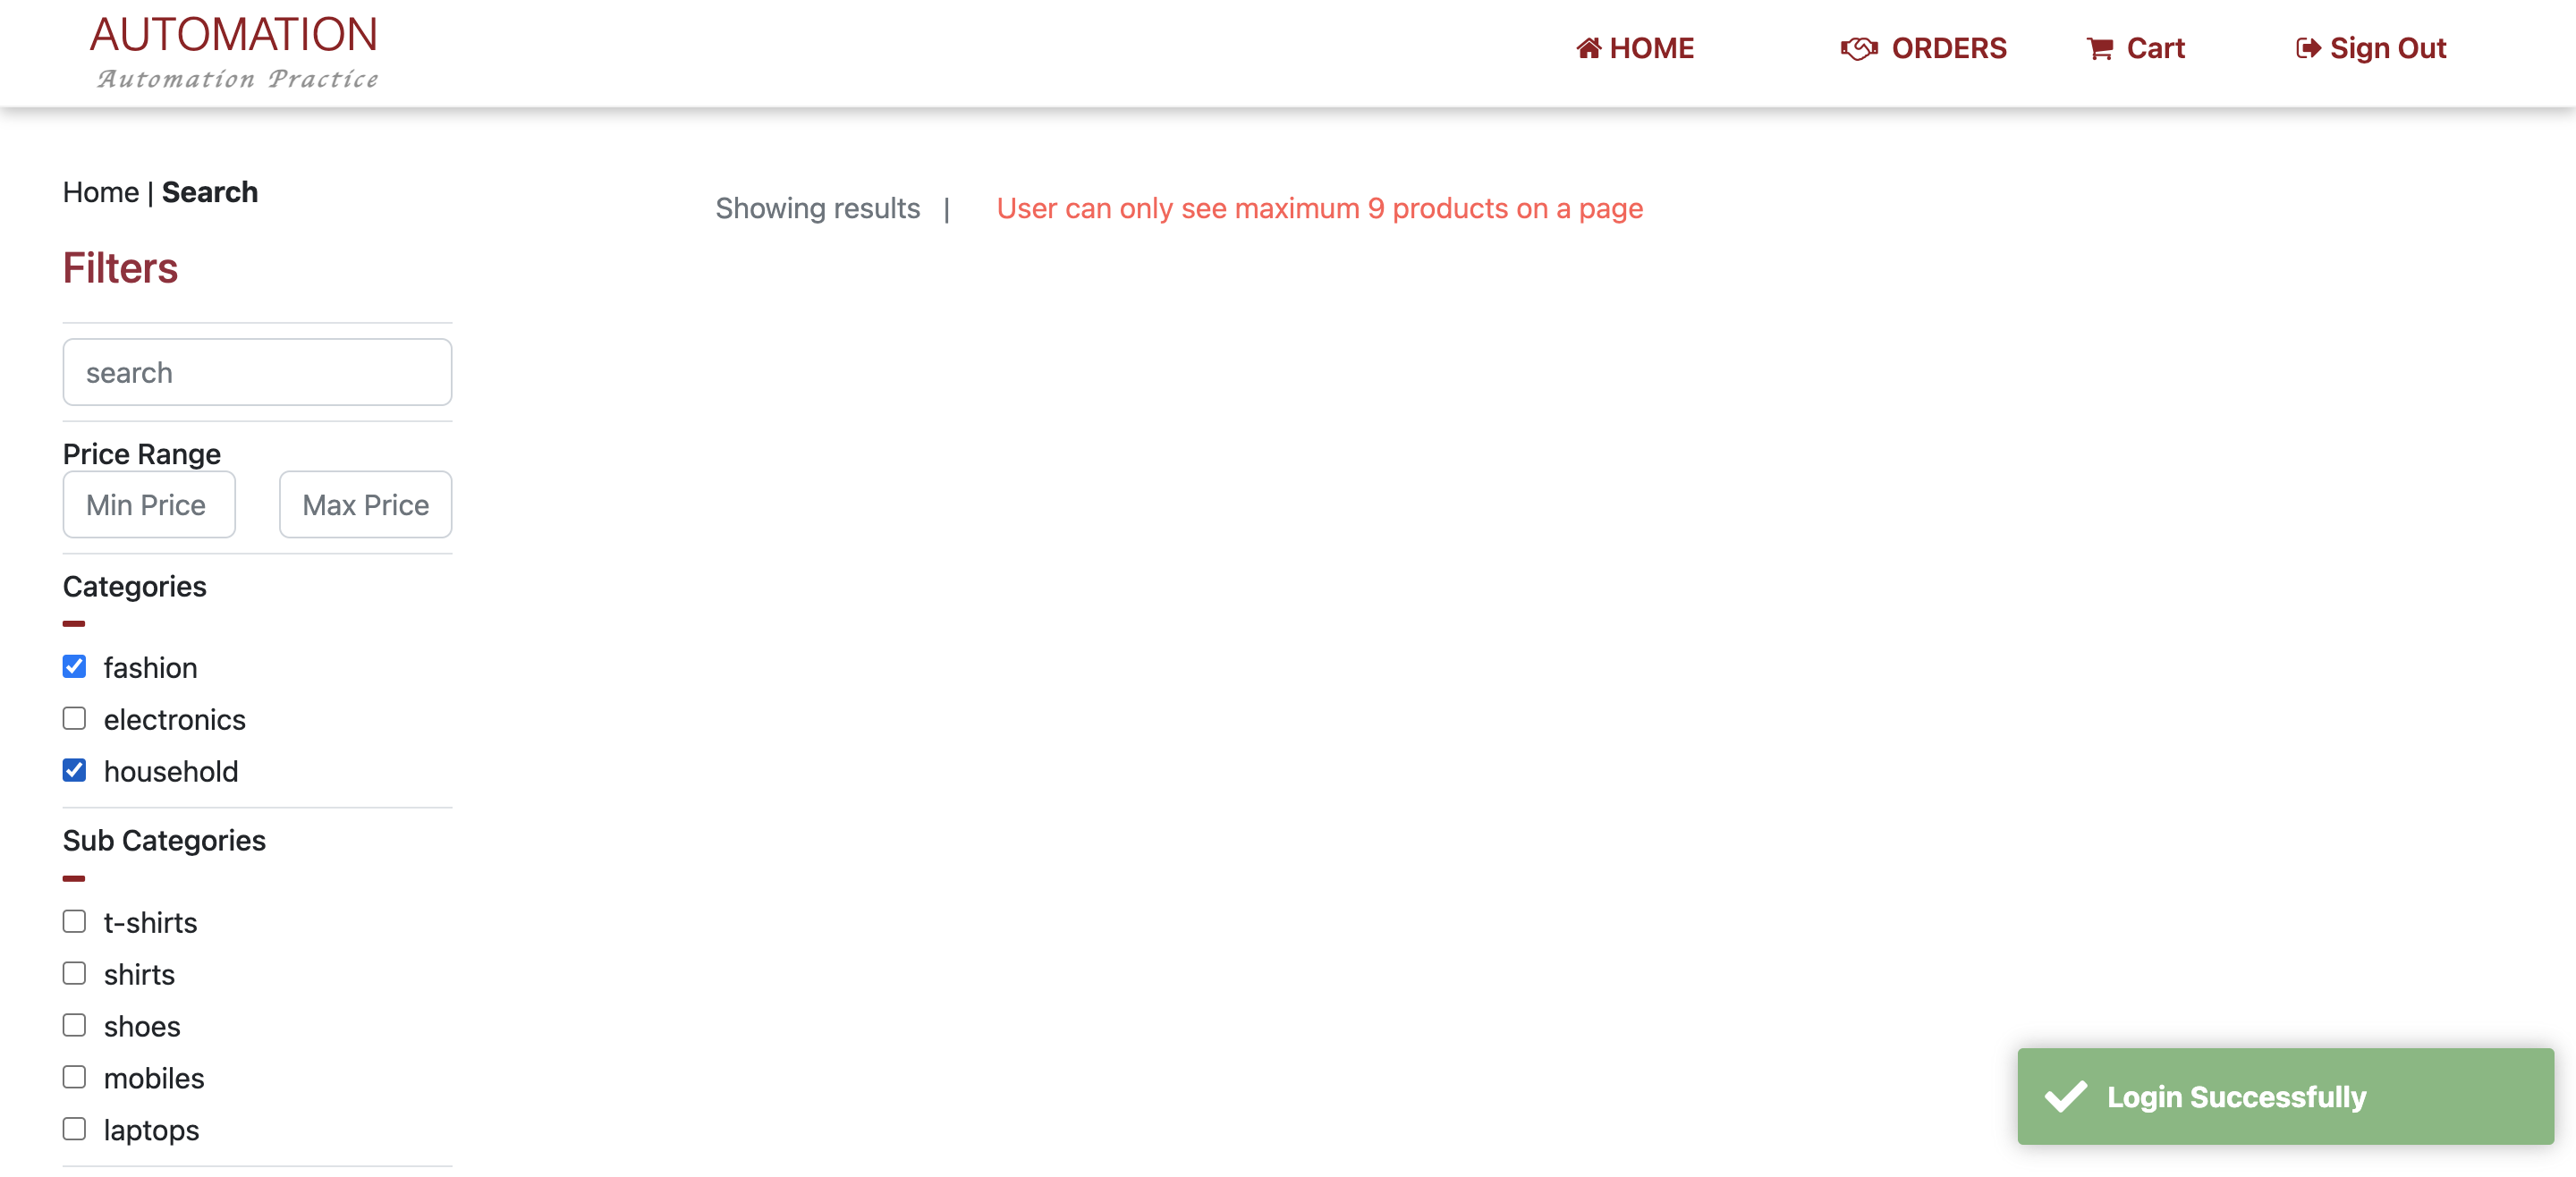 AUTOMATION
Automation Practice
HOME
ORDERS
Cart
Sign Out
Home | Search
Showing results |
User can only see maximum 9 products on a page
Filters
search
Price Range
Min Price
Max Price
Categories
fashion
electronics
household
Sub Categories
t-shirts
shirts
shoes
mobiles
laptops
Login Successfully